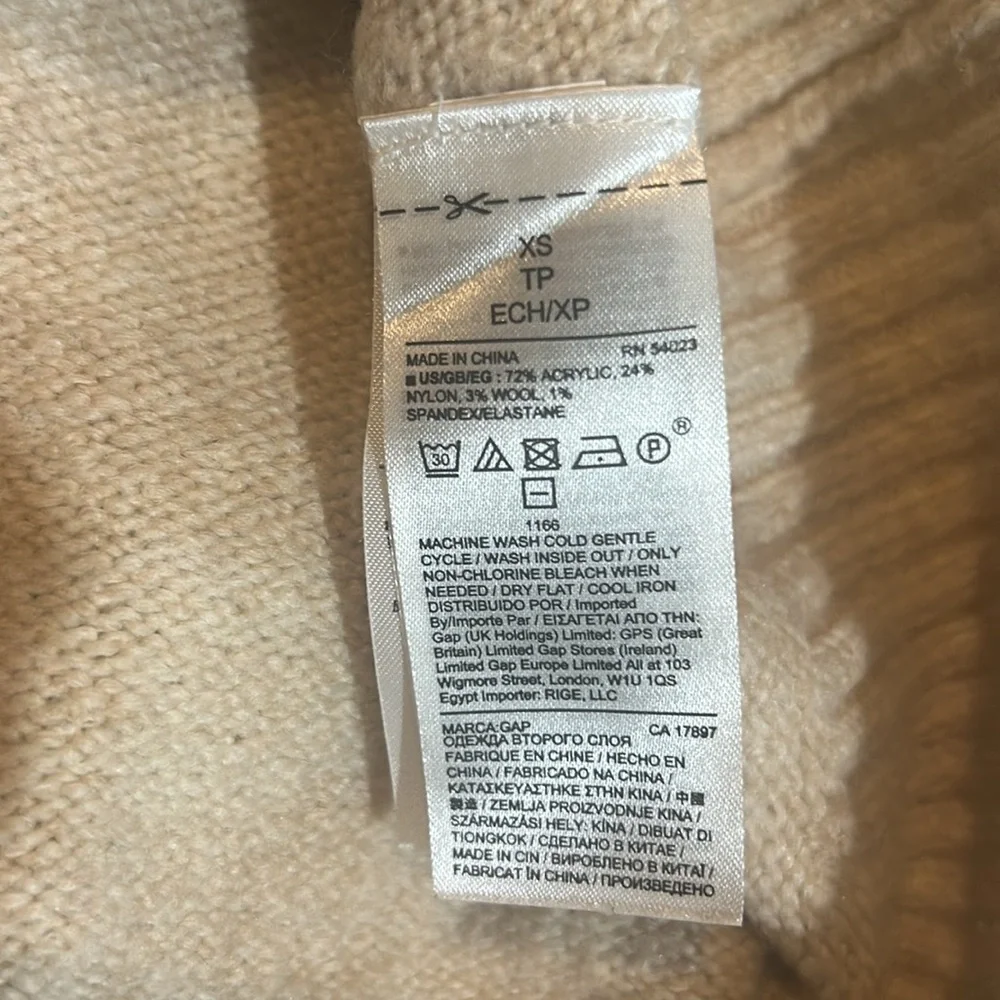 XS
TP
ECH/XP
MADE IN CHINA RN 54023
US/GB/EG : 72% ACRYLIC, 24%
NYLON, 3% WOOL, 1%
SPANDEX/ELASTANE
30 P ®
1166
MACHINE WASH COLD GENTLE
CYCLE / WASH INSIDE OUT / ONLY
NON-CHLORINE BLEACH WHEN
NEEDED / DRY FLAT / COOL IRON
DISTRIBUIDO POR / Imported
By/Importe Par / ΕΙΣΑΓΕΤΑΙ ΑΠΟ ΤΗΝ:
Gap (UK Holdings) Limited: GPS (Great
Britain) Limited Gap Stores (Ireland)
Limited Gap Europe Limited All at 103
Wigmore Street, London, W1U 1QS
Egypt Importer: RIGE, LLC
MARCA:GAP CA 17897
ОДЕЖДА ВТОРОГО СЛОЯ
FABRIQUE EN CHINE / HECHO EN
CHINA / FABRICADO NA CHINA /
ΚΑΤΑΣΚΕΥΑΣΤΗΚΕ ΣΤΗΝ ΚΙΝΑ / 中國
製造 / ZEMLJA PROIZVODNJE KINA /
SZÁRMAZÁSI HELY: KÍNA / DIBUAT DI
TIONGKOK / СДЕЛАНО В КИТАЕ /
MADE IN CIN / ВИРОБЛЕНО В КИТАЇ /
FABRICAT ÎN CHINA / ПРОИЗВЕДЕНО